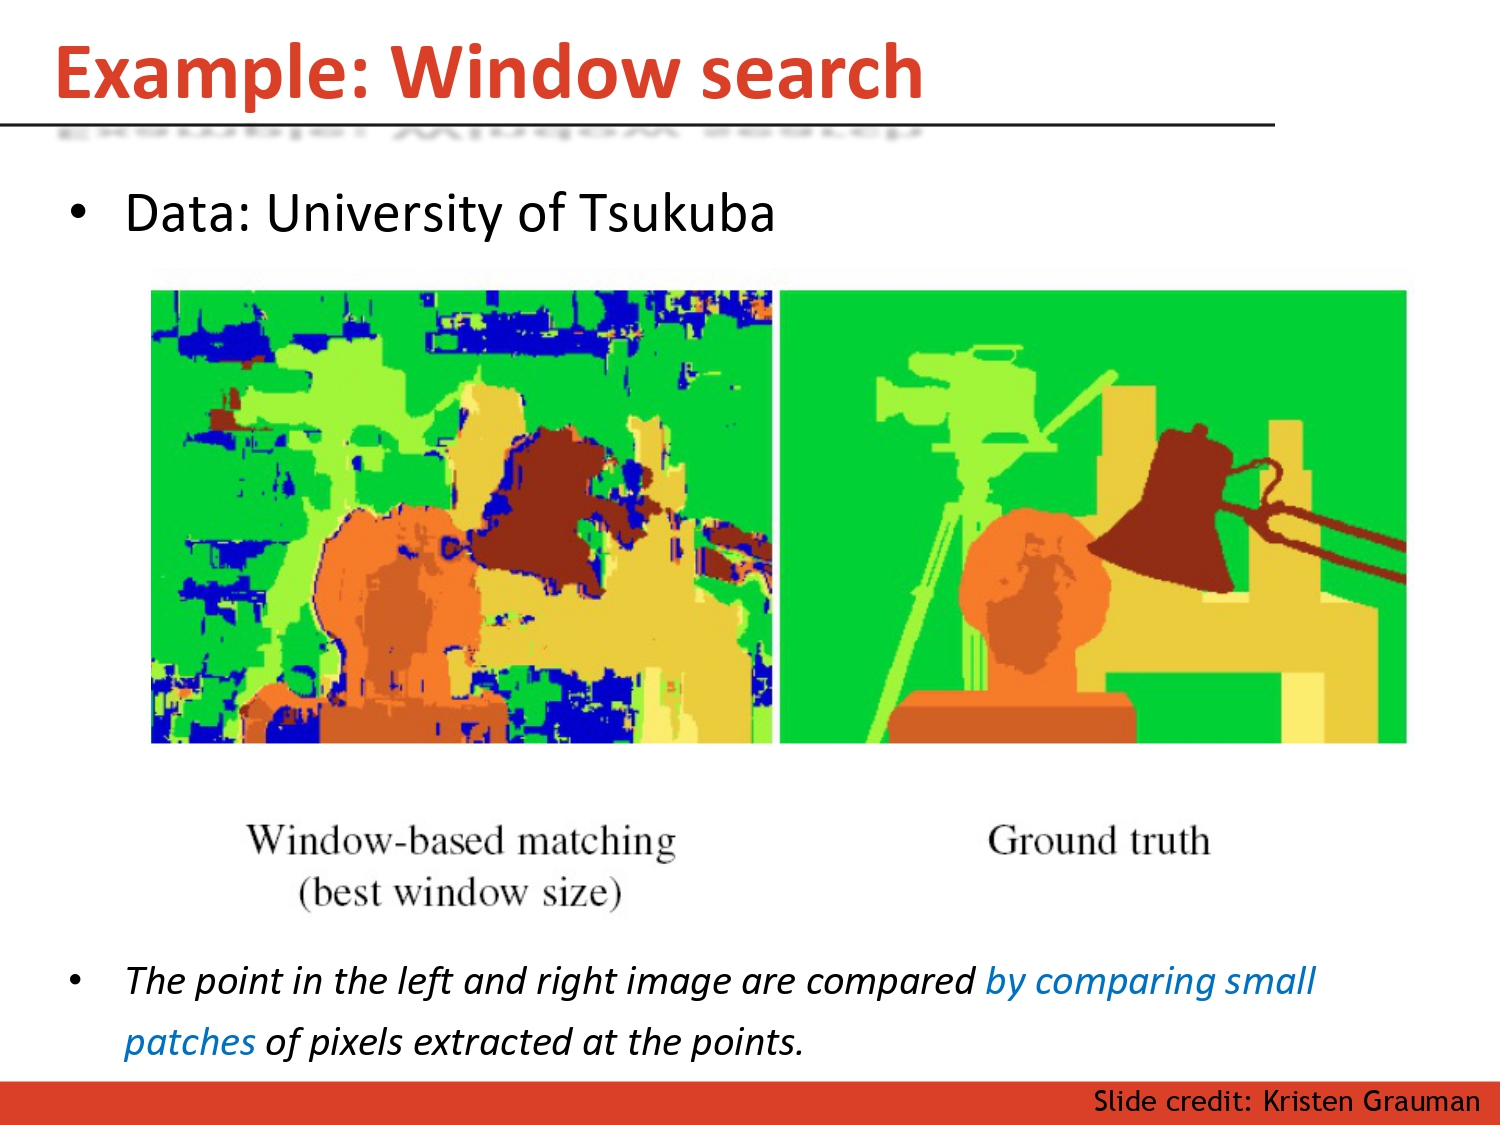 Example: Window search
• Data: University of Tsukuba
Window-based matching
(best window size)
Ground truth
• The point in the left and right image are compared by comparing small
patches of pixels extracted at the points.
Slide credit: Kristen Grauman